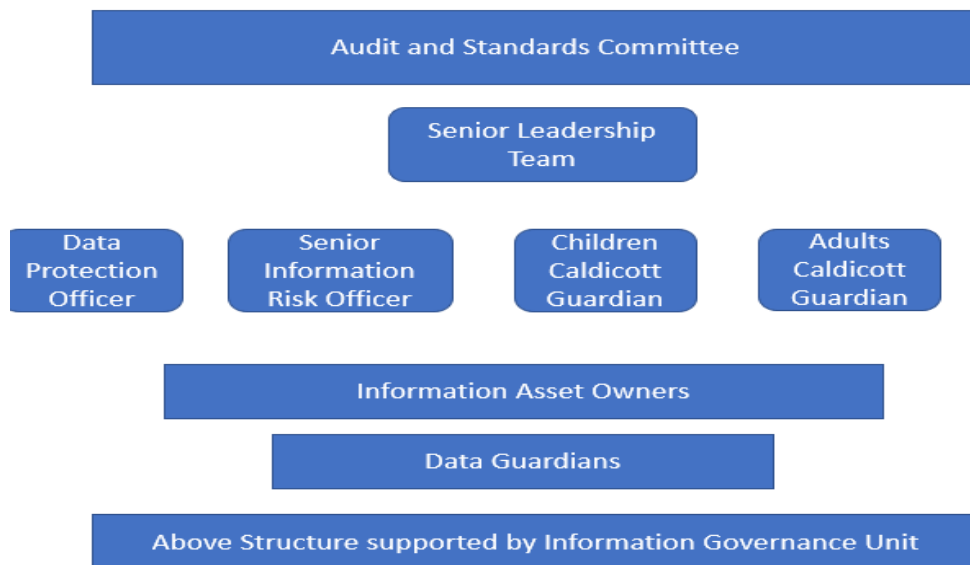 Audit and Standards Committee
Senior Leadership
Team
Data
Protection
Officer
Senior
Information
Risk Officer
Children
Caldicott
Guardian
Adults
Caldicott
Guardian
Information Asset Owners
Data Guardians
Above Structure supported by Information Governance Unit